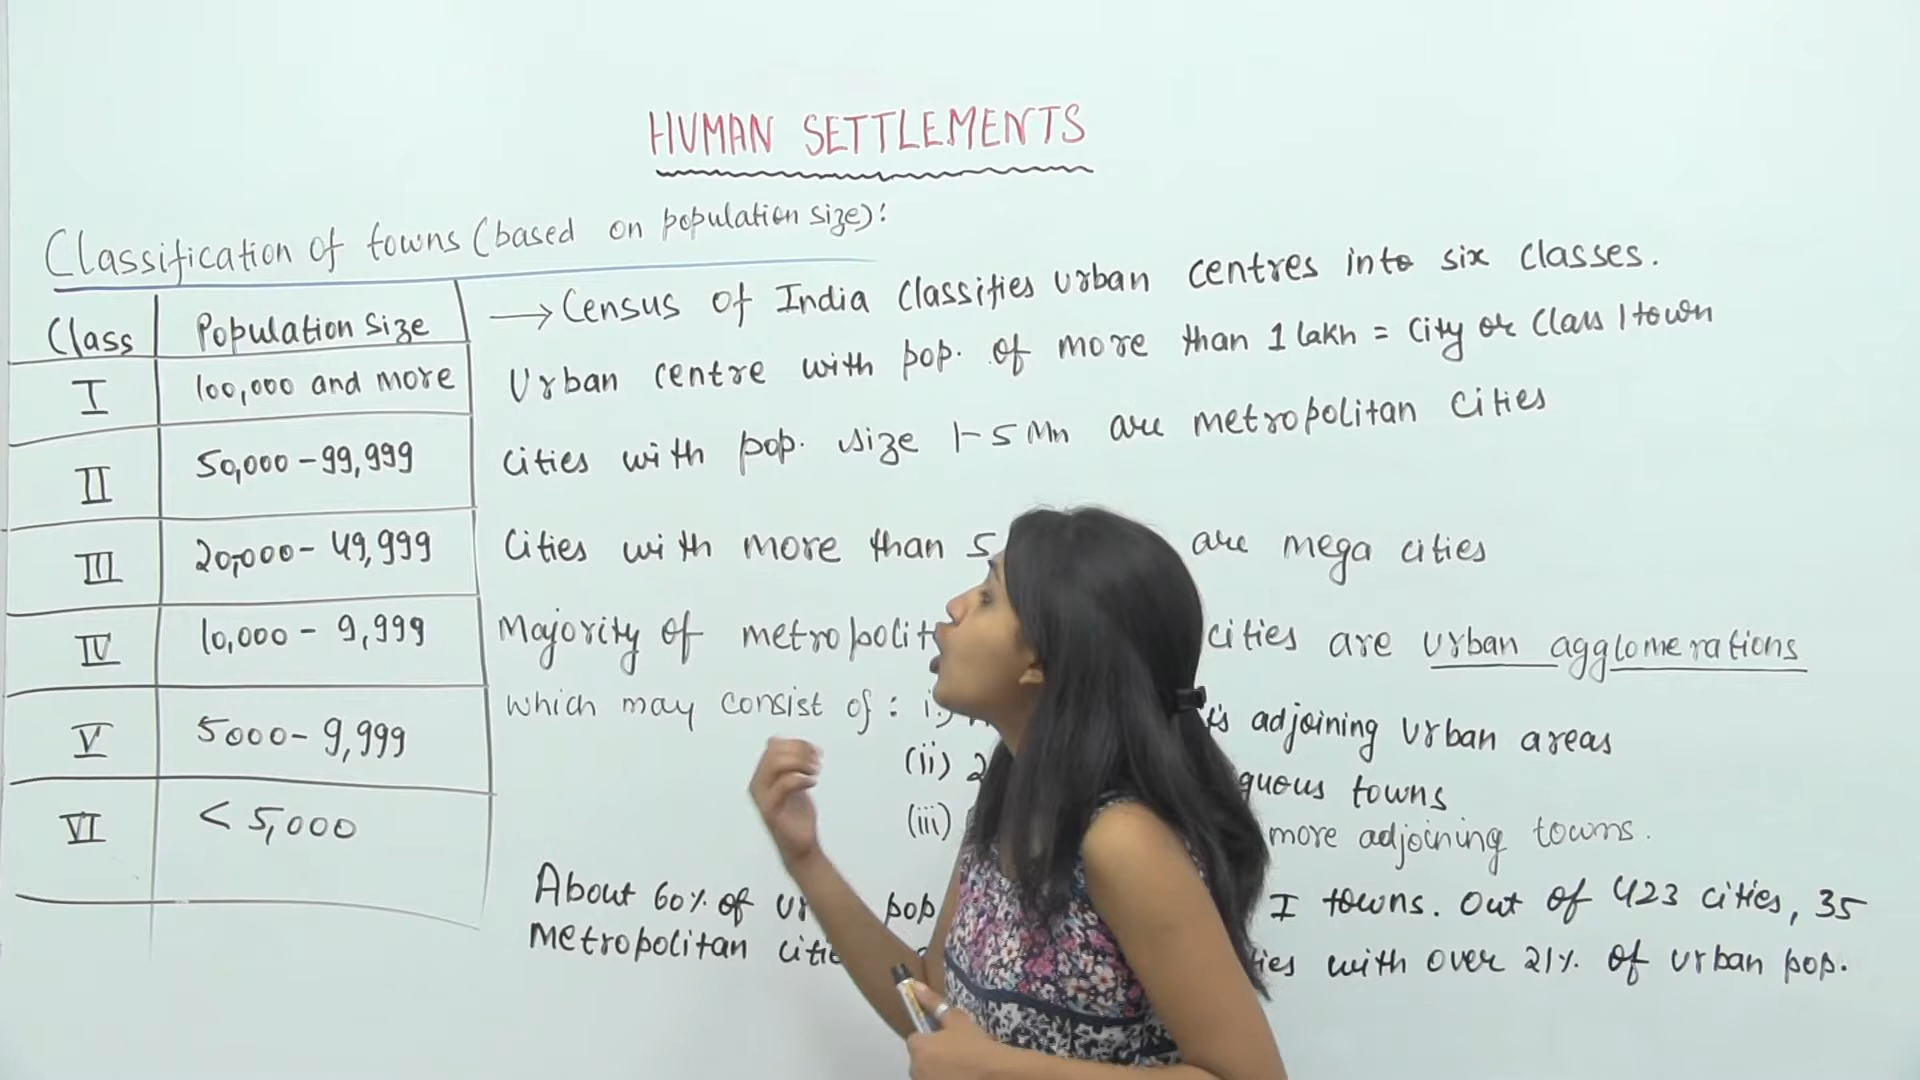 HUMAN SETTLEMENTS
Classification of towns (based on population size):
Class Population Size
I 100,000 and more
II 50,000 - 99,999
III 20,000 - 49,999
IV 10,000 - 9,999
V 5000 - 9,999
VI < 5,000
→ Census of India Classifies urban centres into six classes.
Urban centre with pop. of more than 1 lakh = City or Class 1 town
Cities with pop. size 1-5 Mn are metropolitan cities
Cities with more than 5 are mega cities
Majority of cities are urban agglomerations
which may consist of : i.) adjoining urban areas
(ii) 2 towns
(iii) more adjoining towns.
About 60% of pop I towns. Out of 423 cities, 35
metropolitan with over 21% of urban pop.